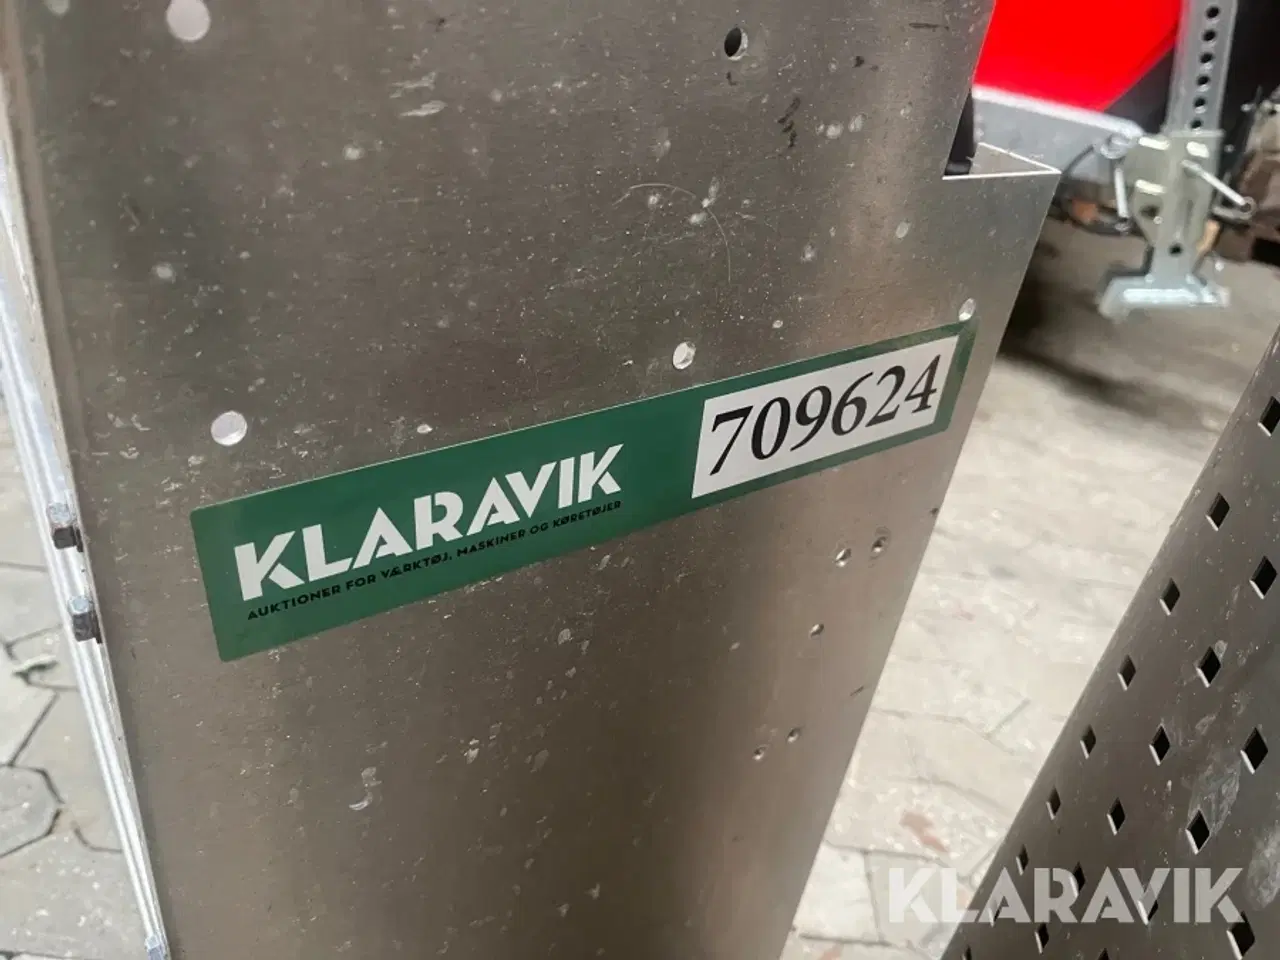 KLARAVIK
AUKTIONER FOR VÆRKTØJ, MASKINER OG KØRETØJER
709624
KLARAVIK